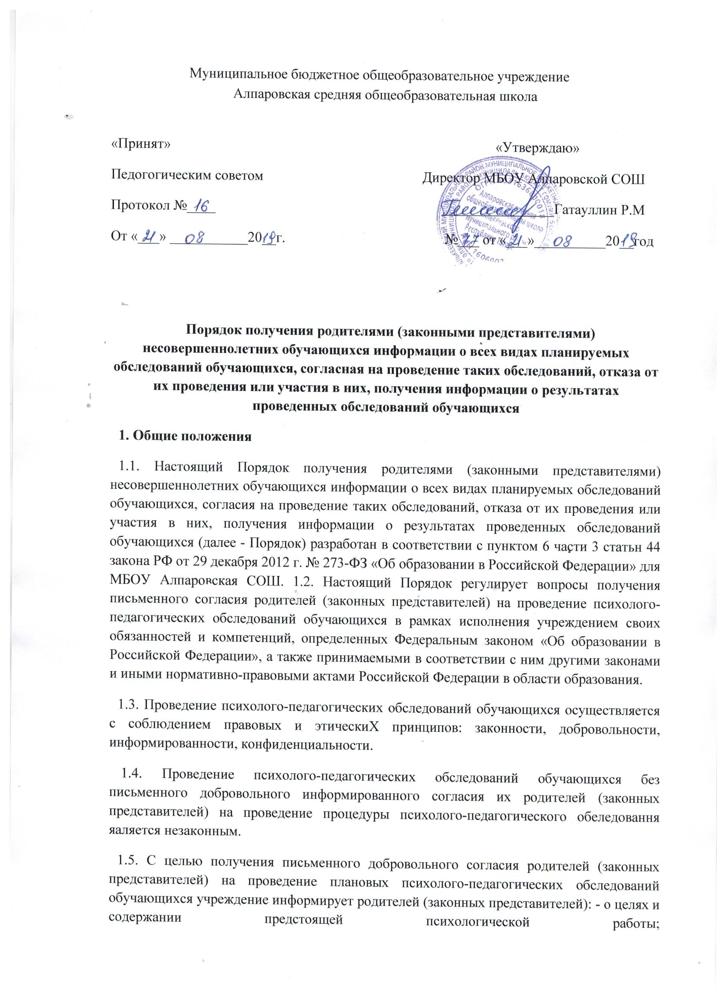 Муниципальное бюджетное общеобразовательное учреждение
Алпаровская средняя общеобразовательная школа
«Принят»
«Утверждаю»
Педогогическим советом
Директор МБОУ Алпаровской СОШ
Протокол № 16
Гатауллин Р.М
От «21» 08 2019г.
№ 77 от «21» 08 2019год
Алпаровская средняя
общеобразовательная школа
муниципального
Республики
Порядок получения родителями (законными представителями)
несовершеннолетних обучающихся информации о всех видах планируемых
обследований обучающихся, согласная на проведение таких обследований, отказа от
их проведения или участия в них, получения информации о результатах
проведенных обследований обучающихся
1. Общие положения
1.1. Настоящий Порядок получения родителями (законными представителями)
несовершеннолетних обучающихся информации о всех видах планируемых обследований
обучающихся, согласия на проведение таких обследований, отказа от их проведения или
участия в них, получения информации о результатах проведенных обследований
обучающихся (далее - Порядок) разработан в соответствии с пунктом 6 части 3 статьн 44
закона РФ от 29 декабря 2012 г. № 273-ФЗ «Об образовании в Российской Федерации» для
МБОУ Алпаровская СОШ. 1.2. Настоящий Порядок регулирует вопросы получения
письменного согласия родителей (законных представителей) на проведение психолого-
педагогических обследований обучающихся в рамках исполнения учреждением своих
обязанностей и компетенций, определенных Федеральным законом «Об образовании в
Российской Федерации», а также принимаемыми в соответствии с ним другими законами
и иными нормативно-правовыми актами Российской Федерации в области образования.
1.3. Проведение психолого-педагогических обследований обучающихся осуществляется
с соблюдением правовых и этическиХ принципов: законности, добровольности,
информированности, конфиденциальности.
1.4. Проведение психолого-педагогических обследований обучающихся без
письменного добровольного информированного согласия их родителей (законных
представителей) на проведение процедуры психолого-педагогического обеледованя
яаляется незаконным.
1.5. С целью получения письменного добровольного согласия родителей (законных
представителей) на проведение плановых психолого-педагогических обследований
обучающихся учреждение информирует родителей (законных представителей): - о целях и
содержании предстоящей психологической работы;